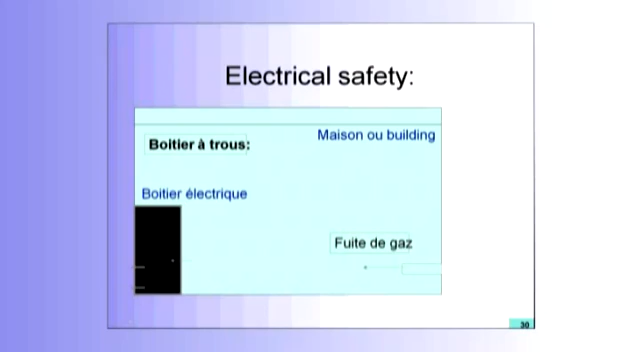 Electrical safety:
Maison ou building
Boitier à trous:
Boitier électrique
Fuite de gaz
30